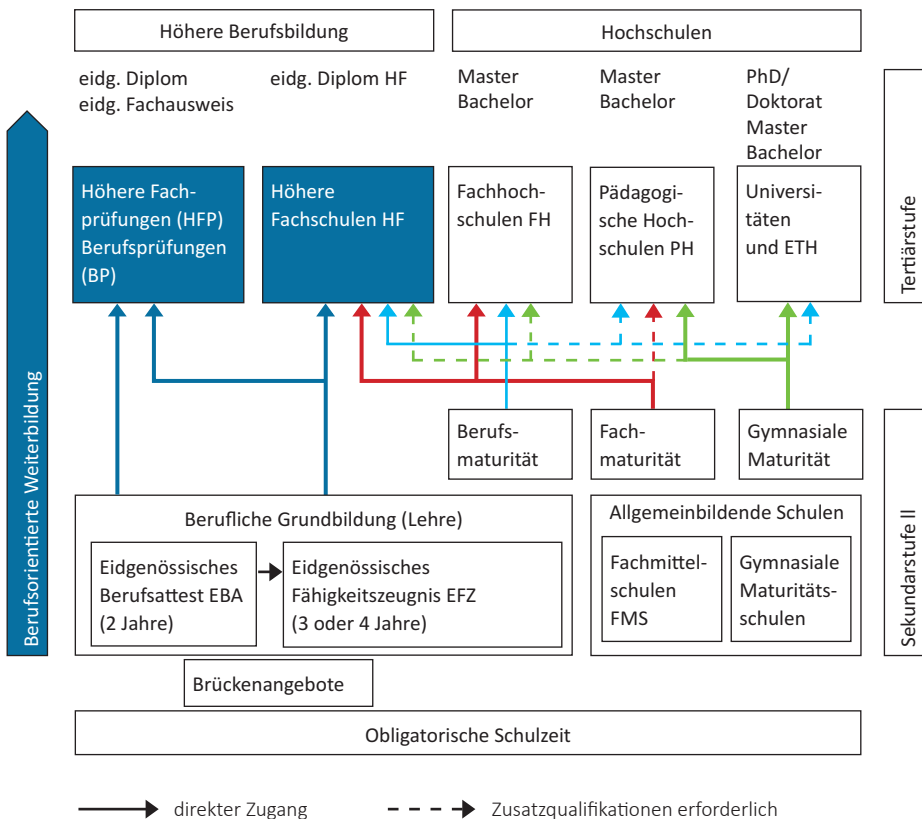 Höhere Berufsbildung
Hochschulen
eidg. Diplom
eidg. Fachausweis
eidg. Diplom HF
Master
Bachelor
Master
Bachelor
PhD/
Doktorat
Master
Bachelor
Höhere Fach-
prüfungen (HFP)
Berufsprüfungen
(BP)
Höhere
Fachschulen HF
Fachhoch-
schulen FH
Pädagogi-
sche Hoch-
schulen PH
Universi-
täten
und ETH
Tertiärstufe
Berufsorientierte Weiterbildung
Berufs-
maturität
Fach-
maturität
Gymnasiale
Maturität
Sekundarstufe II
Berufliche Grundbildung (Lehre)
Eidgenössisches
Berufsattest EBA
(2 Jahre)
Eidgenössisches
Fähigkeitszeugnis EFZ
(3 oder 4 Jahre)
Allgemeinbildende Schulen
Fachmittel-
schulen
FMS
Gymnasiale
Maturitäts-
schulen
Brückenangebote
Obligatorische Schulzeit
direkter Zugang
Zusatzqualifikationen erforderlich